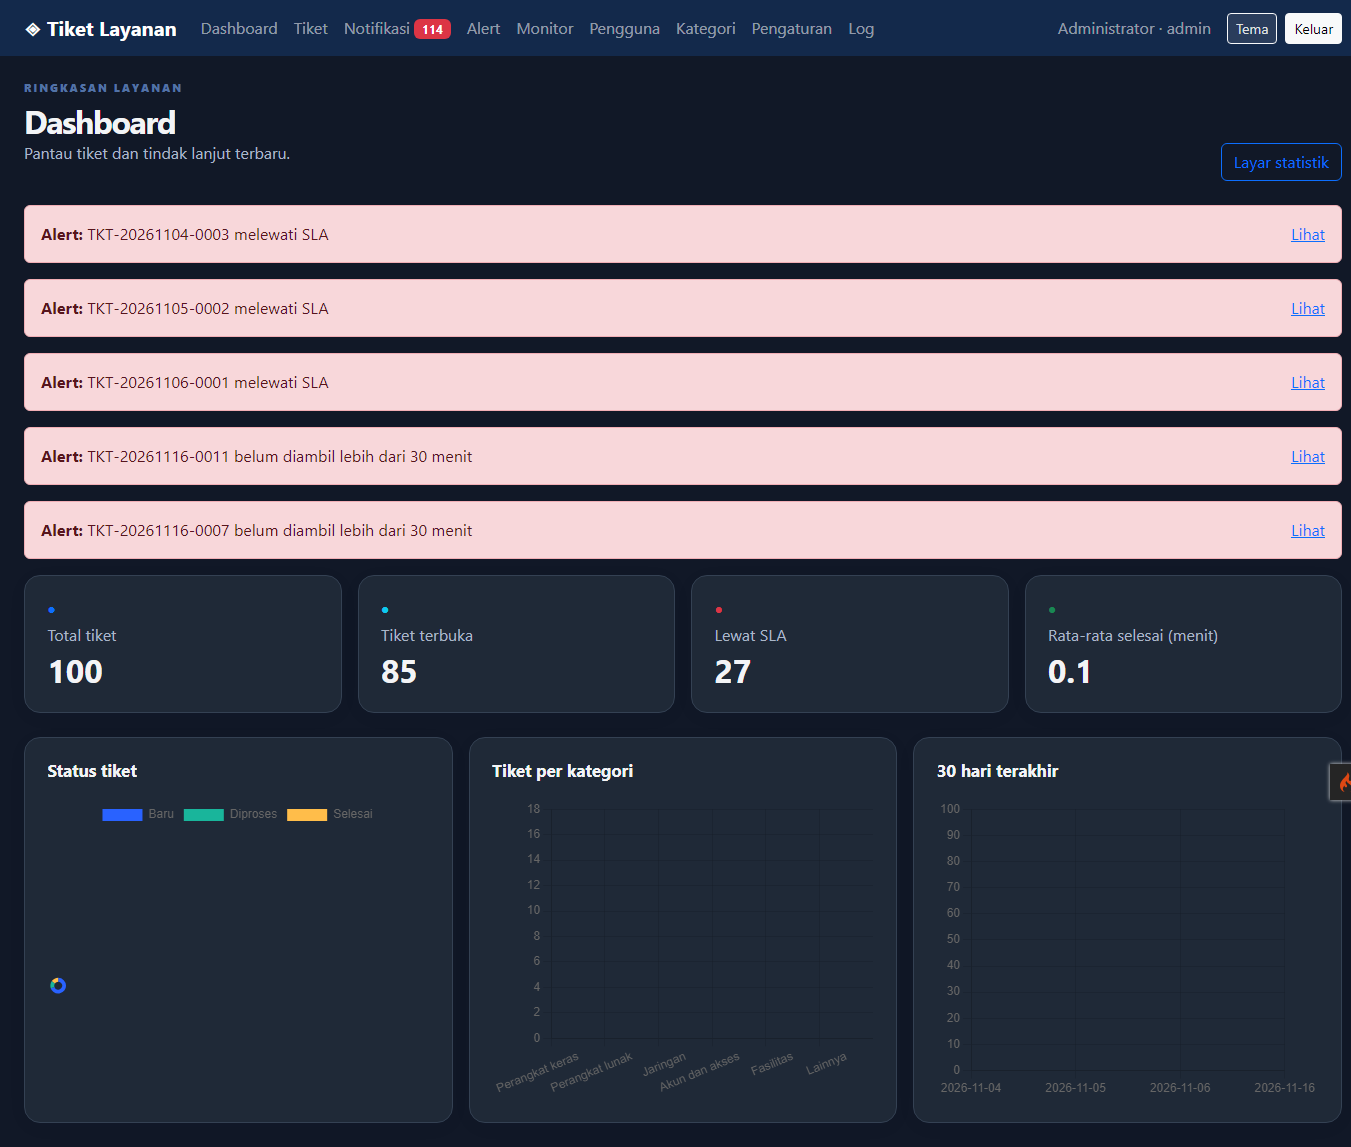 Tiket Layanan Dashboard Tiket Notifikasi 114 Alert Monitor Pengguna Kategori Pengaturan Log Administrator · admin Tema Keluar
RINGKASAN LAYANAN
Dashboard
Pantau tiket dan tindak lanjut terbaru.
Layar statistik
Alert: TKT-20261104-0003 melewati SLA Lihat
Alert: TKT-20261105-0002 melewati SLA Lihat
Alert: TKT-20261106-0001 melewati SLA Lihat
Alert: TKT-20261116-0011 belum diambil lebih dari 30 menit Lihat
Alert: TKT-20261116-0007 belum diambil lebih dari 30 menit Lihat
Total tiket
100
Tiket terbuka
85
Lewat SLA
27
Rata-rata selesai (menit)
0.1
Status tiket
Baru Diproses Selesai
Tiket per kategori
18
16
14
12
10
8
6
4
2
0
Perangkat keras
Perangkat lunak
Jaringan
Akun dan akses
Fasilitas
Lainnya
30 hari terakhir
100
90
80
70
60
50
40
30
20
10
0
2026-11-04 2026-11-05 2026-11-06 2026-11-16